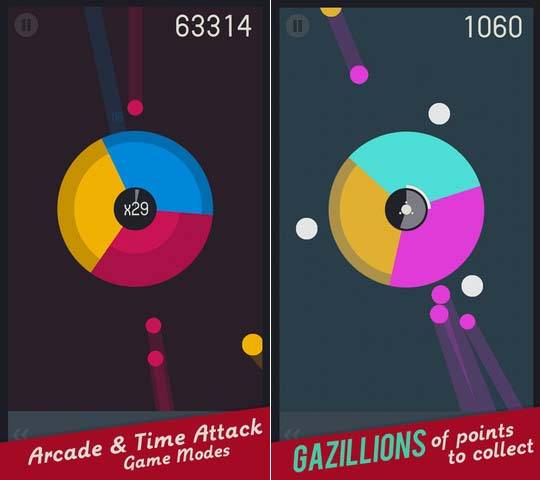 63314
x29
Arcade & Time Attack
Game Modes
1060
GAZILLIONS of points
to collect